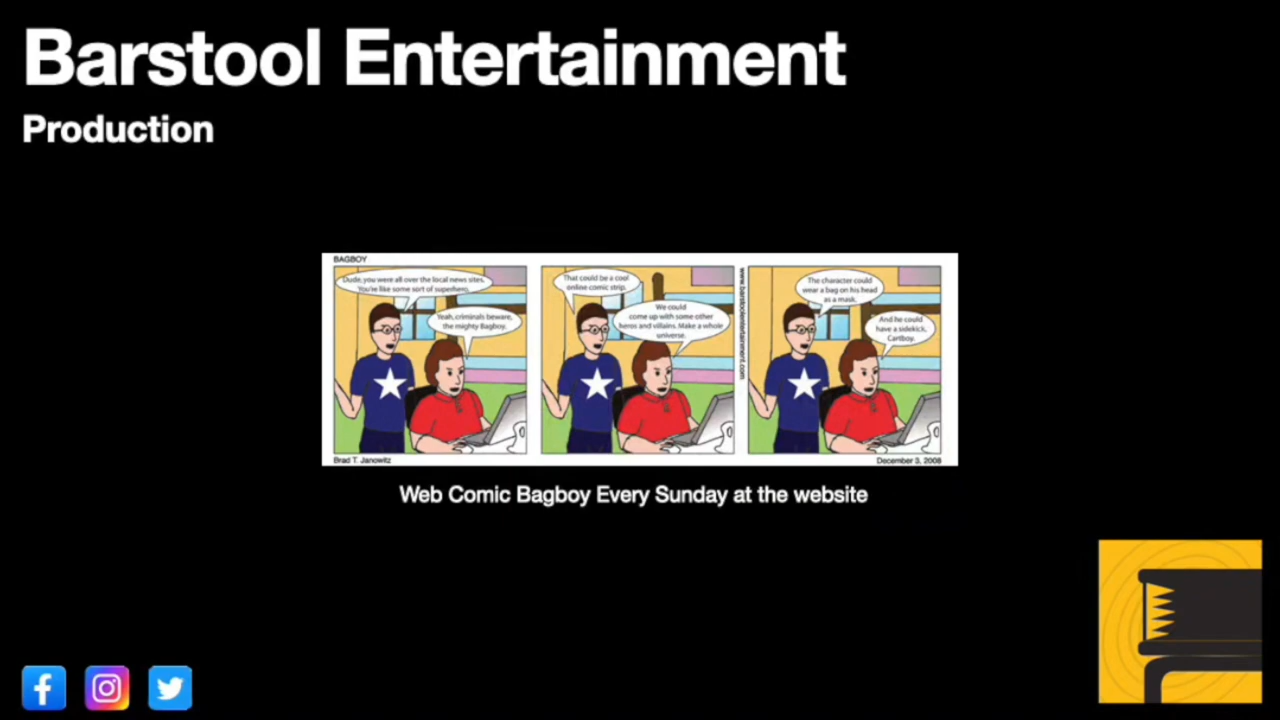 Barstool Entertainment
Production
BAGBOY
Dude, you were all over the local news sites.
You're like some sort of superhero.
Yeah, criminals beware,
the mighty Bagboy.
That could be a cool
online comic strip.
We could
come up with some other
heros and villains. Make a whole
universe.
www.barstoolentertainment.com
The character could
wear a bag on his head
as a mask.
And he could
have a sidekick,
Cartboy.
Brad T. Janowitz
December 3, 2008
Web Comic Bagboy Every Sunday at the website